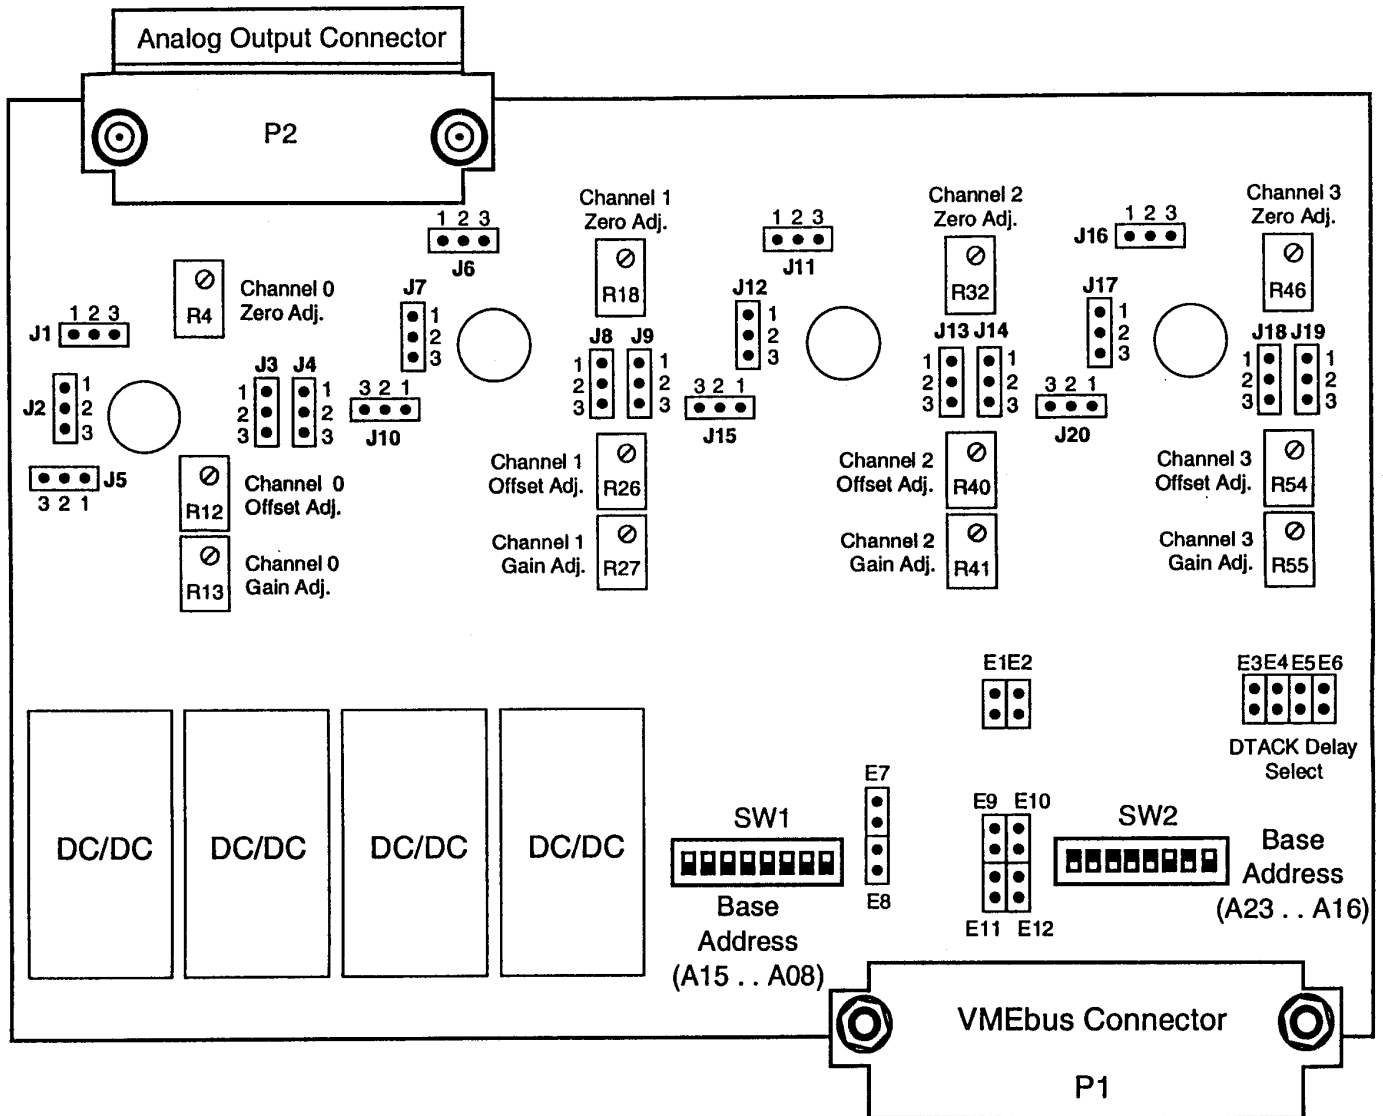 Analog Output Connector
P2
1 2 3
J6
Channel 1
Zero Adj.
R18
1 2 3
J11
Channel 2
Zero Adj.
R32
1 2 3
J16
Channel 3
Zero Adj.
R46
R4
Channel 0
Zero Adj.
J7
1
2
3
J12
1
2
3
J17
1
2
3
1 2 3
J1
J2
1
2
3
J3 J4
1
2
3
1
2
3
3 2 1
J10
J8 J9
1
2
3
1
2
3
3 2 1
J15
J13 J14
1
2
3
1
2
3
3 2 1
J20
J18 J19
1
2
3
1
2
3
J5
3 2 1
R12
Channel 0
Offset Adj.
R13
Channel 0
Gain Adj.
Channel 1
Offset Adj.
R26
Channel 1
Gain Adj.
R27
Channel 2
Offset Adj.
R40
Channel 2
Gain Adj.
R41
Channel 3
Offset Adj.
R54
Channel 3
Gain Adj.
R55
E1 E2
E3 E4 E5 E6
DTACK Delay
Select
DC/DC
DC/DC
DC/DC
DC/DC
SW1
Base
Address
(A15 . . A08)
E7
E8
E9 E10
E11 E12
SW2
Base
Address
(A23 . . A16)
VMEbus Connector
P1